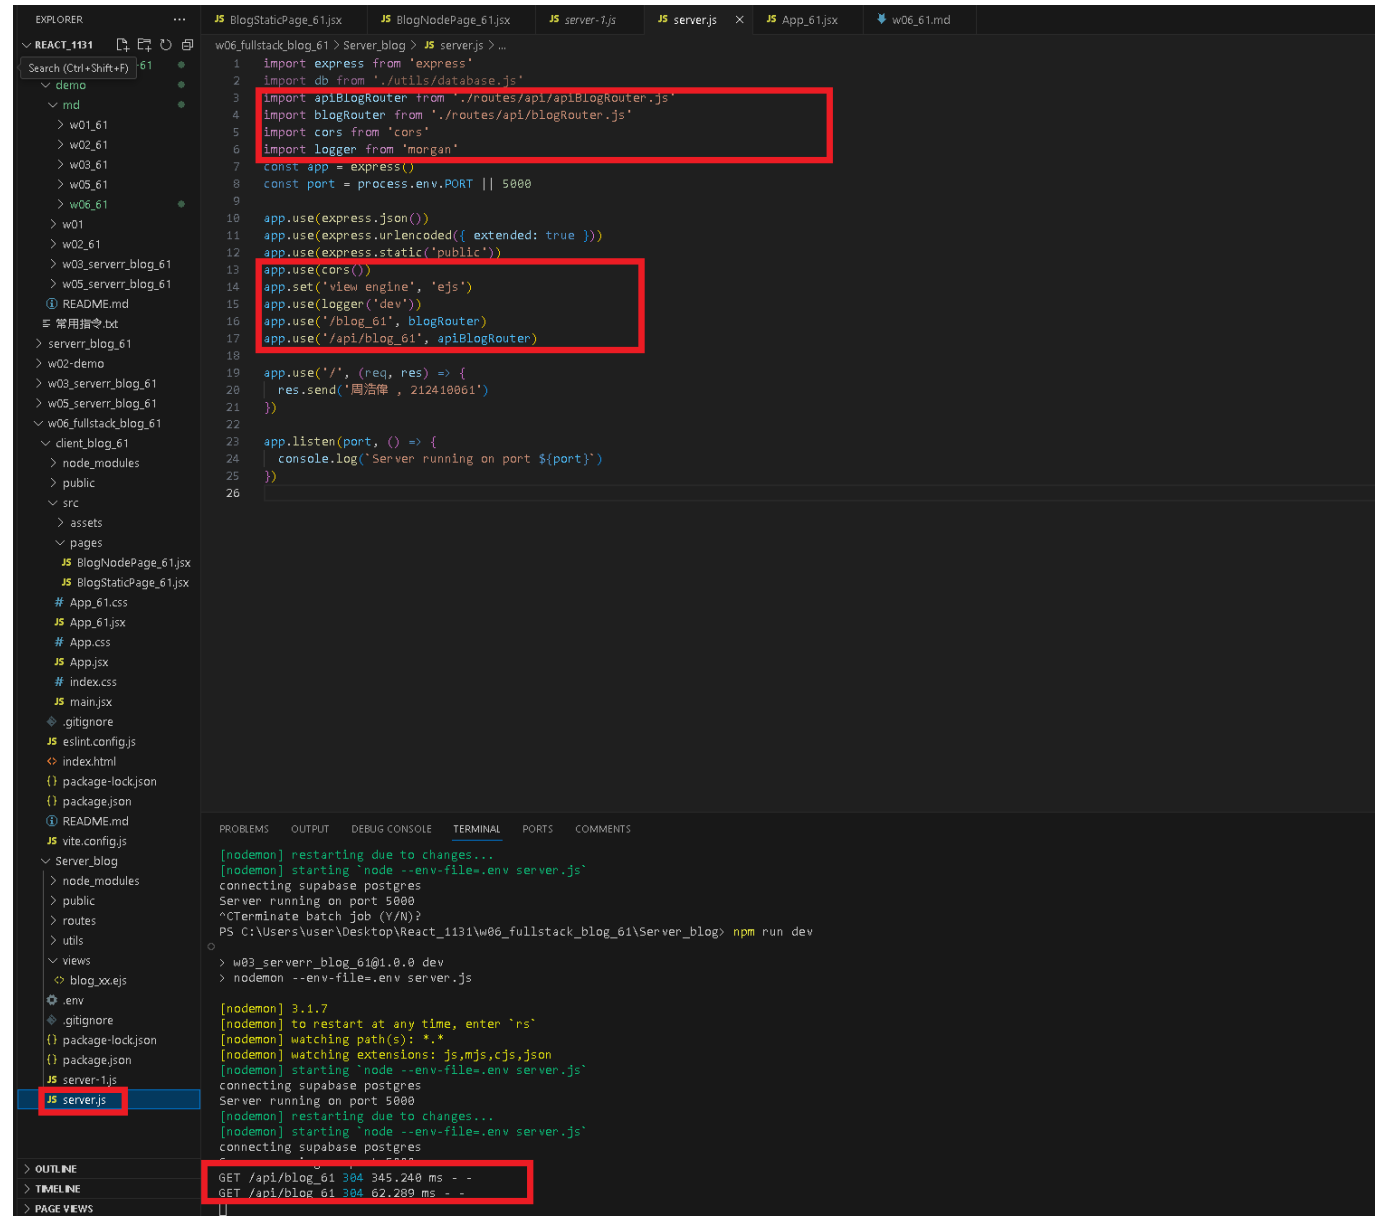 EXPLORER ···
JS BlogStaticPage_61.jsx JS BlogNodePage_61.jsx JS server-1.js JS server.js × JS App_61.jsx w06_61.md
REACT_1131
w06_fullstack_blog_61 > Server_blog > JS server.js > ...
Search (Ctrl+Shift+F) 61
demo
md
w01_61
w02_61
w03_61
w05_61
w06_61
w01
w02_61
w03_serverr_blog_61
w05_serverr_blog_61
README.md
常用指令.txt
serverr_blog_61
w02-demo
w03_serverr_blog_61
w05_serverr_blog_61
w06_fullstack_blog_61
client_blog_61
node_modules
public
src
assets
pages
JS BlogNodePage_61.jsx
JS BlogStaticPage_61.jsx
# App_61.css
JS App_61.jsx
# App.css
JS App.jsx
# index.css
JS main.jsx
.gitignore
JS eslint.config.js
<> index.html
{} package-lock.json
{} package.json
README.md
JS vite.config.js
Server_blog
node_modules
public
routes
utils
views
<> blog_xx.ejs
.env
.gitignore
{} package-lock.json
{} package.json
JS server-1.js
JS server.js
OUTLINE
TIMELINE
PAGE VIEWS
1 import express from 'express'
2 import db from './utils/database.js'
3 import apiBlogRouter from './routes/api/apiBlogRouter.js'
4 import blogRouter from './routes/api/blogRouter.js'
5 import cors from 'cors'
6 import logger from 'morgan'
7 const app = express()
8 const port = process.env.PORT || 5000
9
10 app.use(express.json())
11 app.use(express.urlencoded({ extended: true }))
12 app.use(express.static('public'))
13 app.use(cors())
14 app.set('view engine', 'ejs')
15 app.use(logger('dev'))
16 app.use('/blog_61', blogRouter)
17 app.use('/api/blog_61', apiBlogRouter)
18
19 app.use('/', (req, res) => {
20 res.send('周浩偉 , 212410061')
21 })
22
23 app.listen(port, () => {
24 console.log(`Server running on port ${port}`)
25 })
26
PROBLEMS OUTPUT DEBUG CONSOLE TERMINAL PORTS COMMENTS
[nodemon] restarting due to changes...
[nodemon] starting `node --env-file=.env server.js`
connecting supabase postgres
Server running on port 5000
^CTerminate batch job (Y/N)?
PS C:\Users\user\Desktop\React_1131\w06_fullstack_blog_61\Server_blog> npm run dev
> w03_serverr_blog_61@1.0.0 dev
> nodemon --env-file=.env server.js
[nodemon] 3.1.7
[nodemon] to restart at any time, enter `rs`
[nodemon] watching path(s): *.*
[nodemon] watching extensions: js,mjs,cjs,json
[nodemon] starting `node --env-file=.env server.js`
connecting supabase postgres
Server running on port 5000
[nodemon] restarting due to changes...
[nodemon] starting `node --env-file=.env server.js`
connecting supabase postgres
GET /api/blog_61 304 345.240 ms - -
GET /api/blog_61 304 62.289 ms - -